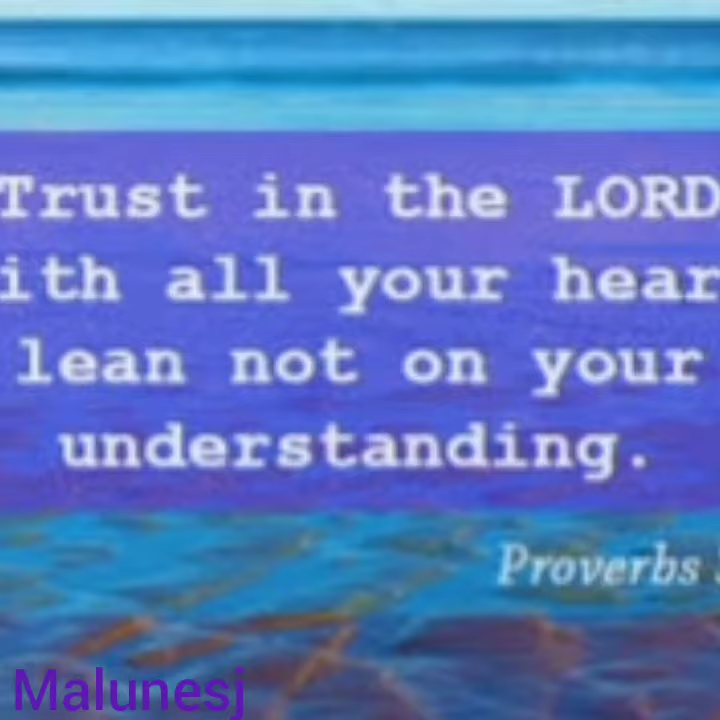 Trust in the LORD
ith all your hear
lean not on your
understanding.
Proverbs
Malunesj